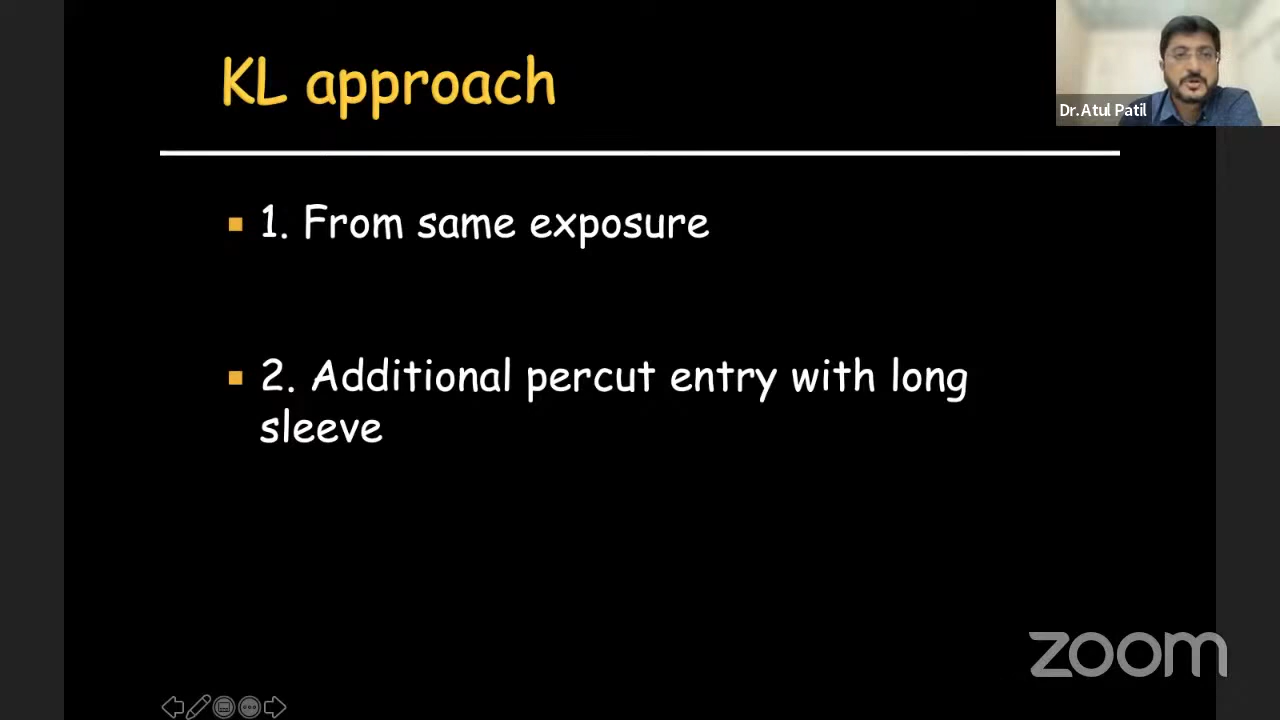 KL approach
Dr.Atul Patil
1. From same exposure
2. Additional percut entry with long
sleeve
zoom